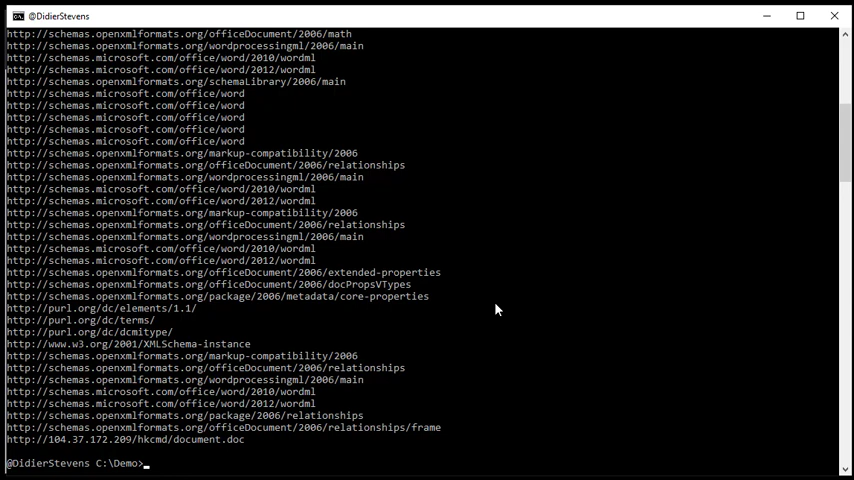 @DidierStevens
http://schemas.openxmlformats.org/officeDocument/2006/math
http://schemas.openxmlformats.org/wordprocessingml/2006/main
http://schemas.microsoft.com/office/word/2010/wordml
http://schemas.microsoft.com/office/word/2012/wordml
http://schemas.openxmlformats.org/schemaLibrary/2006/main
http://schemas.microsoft.com/office/word
http://schemas.microsoft.com/office/word
http://schemas.microsoft.com/office/word
http://schemas.microsoft.com/office/word
http://schemas.microsoft.com/office/word
http://schemas.openxmlformats.org/markup-compatibility/2006
http://schemas.openxmlformats.org/officeDocument/2006/relationships
http://schemas.openxmlformats.org/wordprocessingml/2006/main
http://schemas.microsoft.com/office/word/2010/wordml
http://schemas.microsoft.com/office/word/2012/wordml
http://schemas.openxmlformats.org/markup-compatibility/2006
http://schemas.openxmlformats.org/officeDocument/2006/relationships
http://schemas.openxmlformats.org/wordprocessingml/2006/main
http://schemas.microsoft.com/office/word/2010/wordml
http://schemas.microsoft.com/office/word/2012/wordml
http://schemas.openxmlformats.org/officeDocument/2006/extended-properties
http://schemas.openxmlformats.org/officeDocument/2006/docPropsVTypes
http://schemas.openxmlformats.org/package/2006/metadata/core-properties
http://purl.org/dc/elements/1.1/
http://purl.org/dc/terms/
http://purl.org/dc/dcmitype/
http://www.w3.org/2001/XMLSchema-instance
http://schemas.openxmlformats.org/markup-compatibility/2006
http://schemas.openxmlformats.org/officeDocument/2006/relationships
http://schemas.openxmlformats.org/wordprocessingml/2006/main
http://schemas.microsoft.com/office/word/2010/wordml
http://schemas.microsoft.com/office/word/2012/wordml
http://schemas.openxmlformats.org/package/2006/relationships
http://schemas.openxmlformats.org/officeDocument/2006/relationships/frame
http://104.37.172.209/hkcmd/document.doc
@DidierStevens C:\Demo>